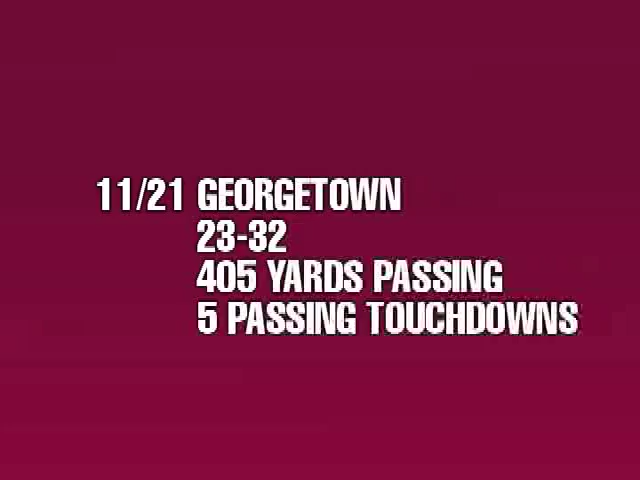 11/21 GEORGETOWN
23-32
405 YARDS PASSING
5 PASSING TOUCHDOWNS